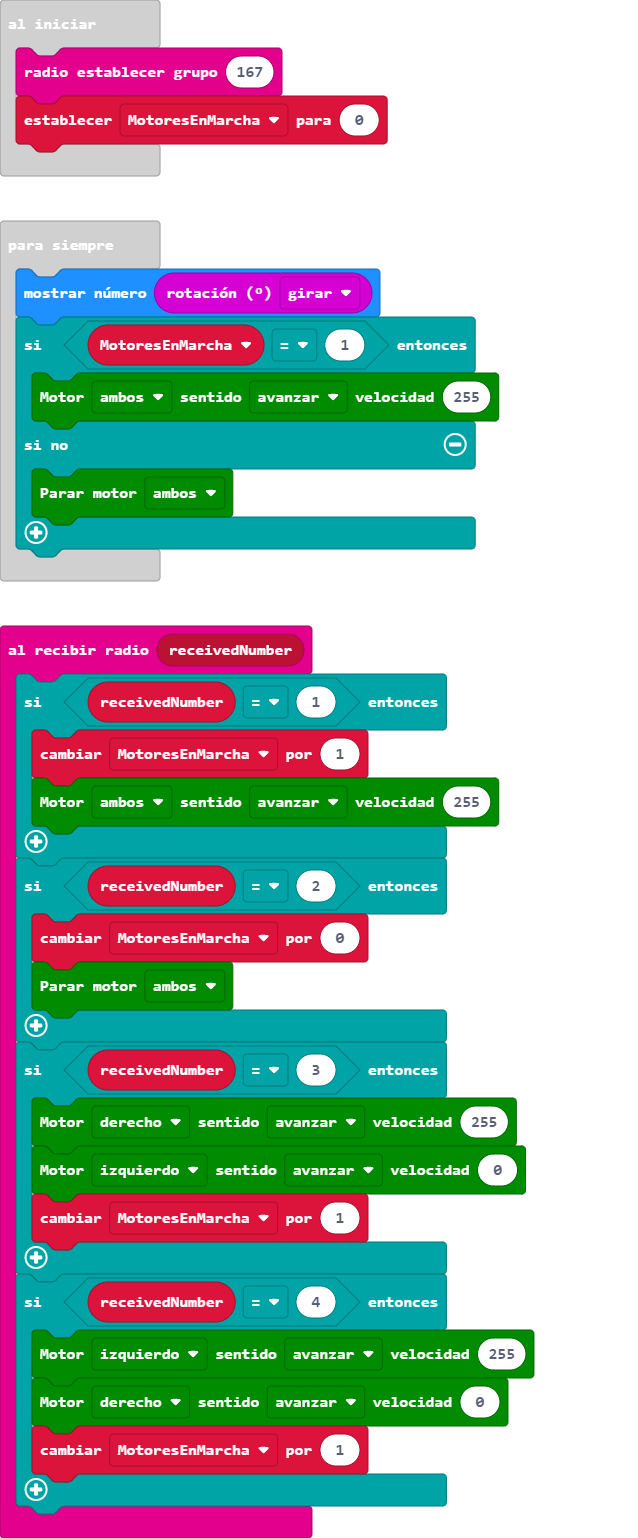 al iniciar
radio establecer grupo 167
establecer MotoresEnMarcha para 0
para siempre
mostrar número rotación (º) girar
si MotoresEnMarcha = 1 entonces
Motor ambos sentido avanzar velocidad 255
si no
Parar motor ambos
al recibir radio receivedNumber
si receivedNumber = 1 entonces
cambiar MotoresEnMarcha por 1
Motor ambos sentido avanzar velocidad 255
si receivedNumber = 2 entonces
cambiar MotoresEnMarcha por 0
Parar motor ambos
si receivedNumber = 3 entonces
Motor derecho sentido avanzar velocidad 255
Motor izquierdo sentido avanzar velocidad 0
cambiar MotoresEnMarcha por 1
si receivedNumber = 4 entonces
Motor izquierdo sentido avanzar velocidad 255
Motor derecho sentido avanzar velocidad 0
cambiar MotoresEnMarcha por 1